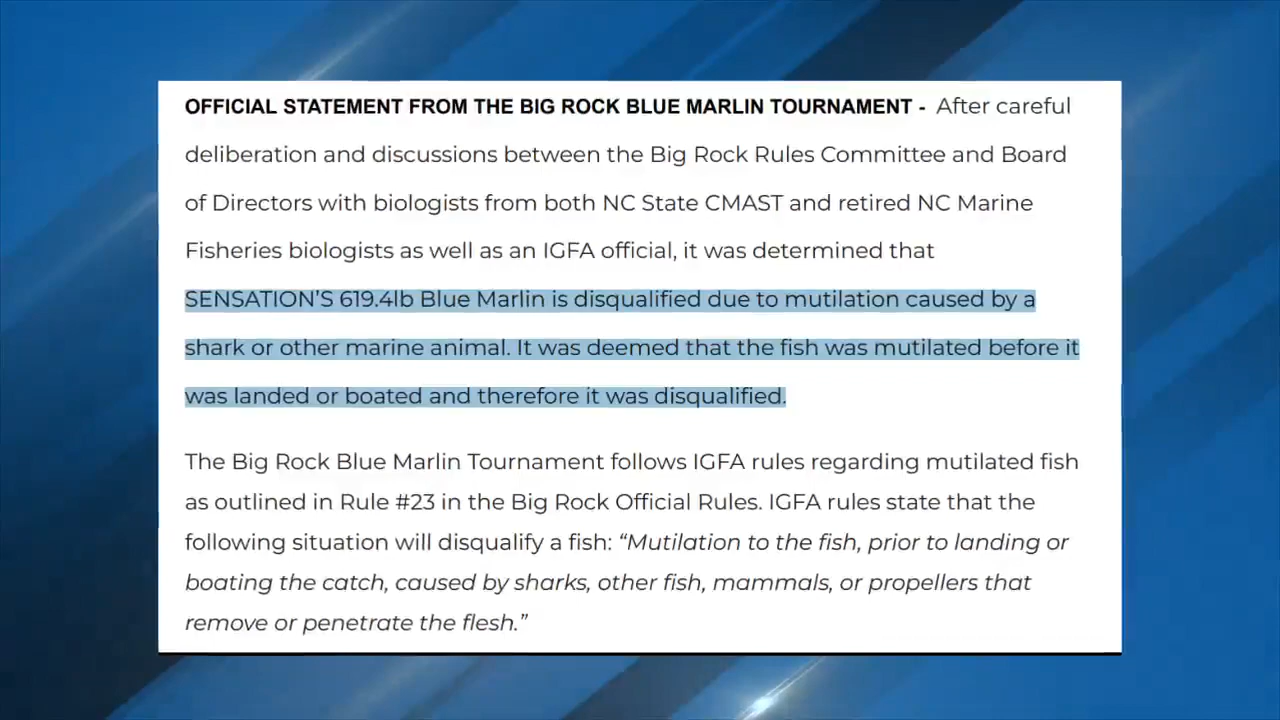 OFFICIAL STATEMENT FROM THE BIG ROCK BLUE MARLIN TOURNAMENT - After careful
deliberation and discussions between the Big Rock Rules Committee and Board
of Directors with biologists from both NC State CMAST and retired NC Marine
Fisheries biologists as well as an IGFA official, it was determined that
SENSATION’S 619.4lb Blue Marlin is disqualified due to mutilation caused by a
shark or other marine animal. It was deemed that the fish was mutilated before it
was landed or boated and therefore it was disqualified.
The Big Rock Blue Marlin Tournament follows IGFA rules regarding mutilated fish
as outlined in Rule #23 in the Big Rock Official Rules. IGFA rules state that the
following situation will disqualify a fish: “Mutilation to the fish, prior to landing or
boating the catch, caused by sharks, other fish, mammals, or propellers that
remove or penetrate the flesh.”